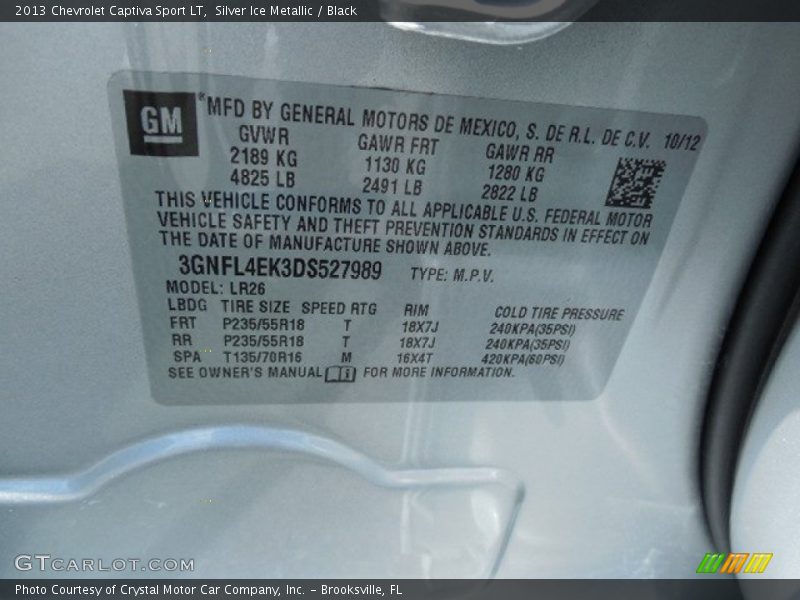 2013 Chevrolet Captiva Sport LT, Silver Ice Metallic / Black
GM * MFD BY GENERAL MOTORS DE MEXICO, S. DE R.L. DE C.V. 10/12
GVWR GAWR FRT GAWR RR
2189 KG 1130 KG 1280 KG
4825 LB 2491 LB 2822 LB
THIS VEHICLE CONFORMS TO ALL APPLICABLE U.S. FEDERAL MOTOR
VEHICLE SAFETY AND THEFT PREVENTION STANDARDS IN EFFECT ON
THE DATE OF MANUFACTURE SHOWN ABOVE.
3GNFL4EK3DS527989 TYPE: M.P.V.
MODEL: LR26
LBDG TIRE SIZE SPEED RTG RIM COLD TIRE PRESSURE
FRT P235/55R18 T 18X7J 240KPA(35PSI)
RR P235/55R18 T 18X7J 240KPA(35PSI)
SPA T135/70R16 M 16X4T 420KPA(60PSI)
SEE OWNER'S MANUAL FOR MORE INFORMATION.
GTCARLOT.COM
Photo Courtesy of Crystal Motor Car Company, Inc. – Brooksville, FL